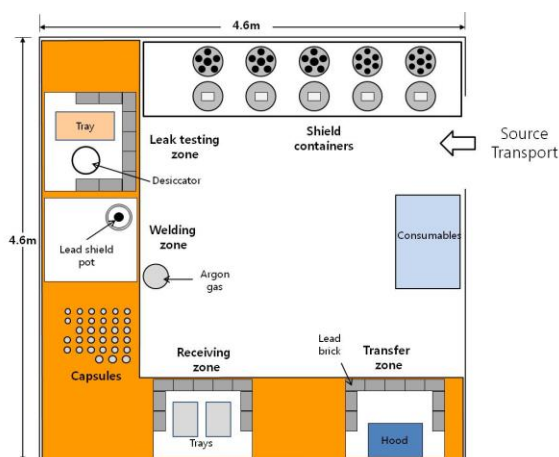 4.6m
Tray
Leak testing
zone
Desiccator
Shield
containers
Source
Transport
4.6m
Lead shield
pot
Welding
zone
Argon
gas
Consumables
Capsules
Receiving
zone
Lead
brick
Transfer
zone
Trays
Hood